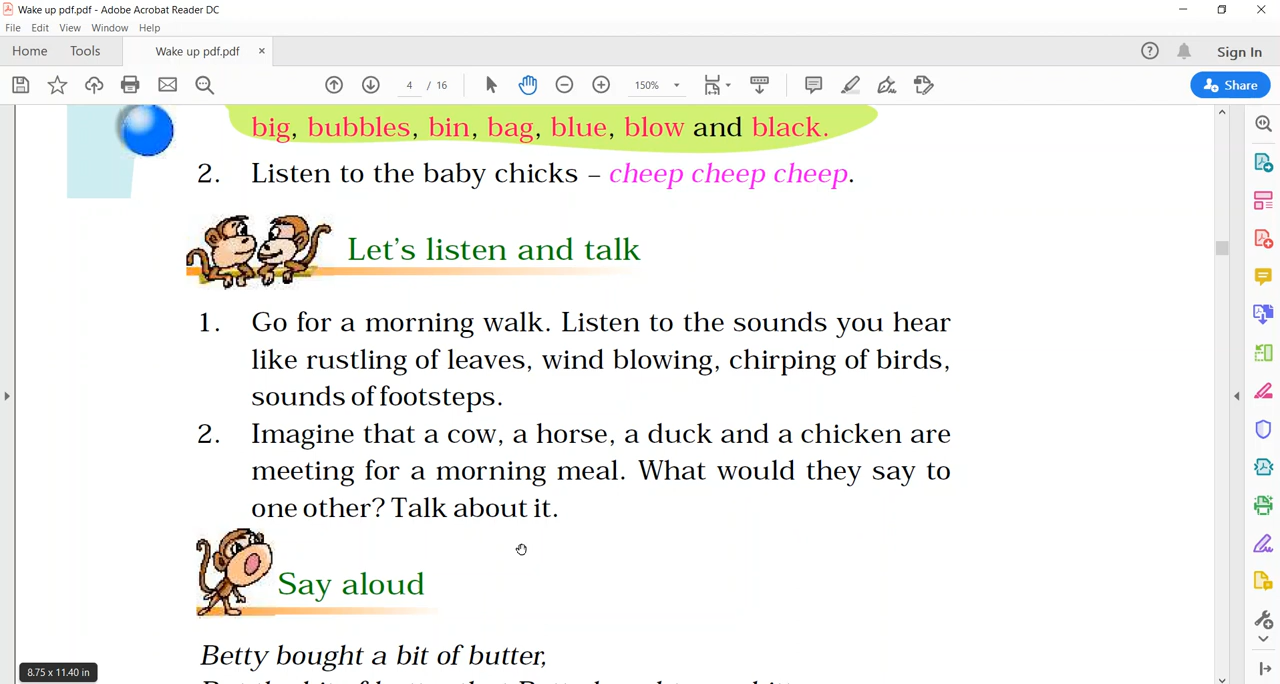 Wake up pdf.pdf - Adobe Acrobat Reader DC
File Edit View Window Help
Home Tools Wake up pdf.pdf × Sign In
4 / 16 150% Share
big, bubbles, bin, bag, blue, blow and black.
2. Listen to the baby chicks – cheep cheep cheep.
Let's listen and talk
1. Go for a morning walk. Listen to the sounds you hear
like rustling of leaves, wind blowing, chirping of birds,
sounds of footsteps.
2. Imagine that a cow, a horse, a duck and a chicken are
meeting for a morning meal. What would they say to
one other? Talk about it.
Say aloud
Betty bought a bit of butter,
8.75 x 11.40 in